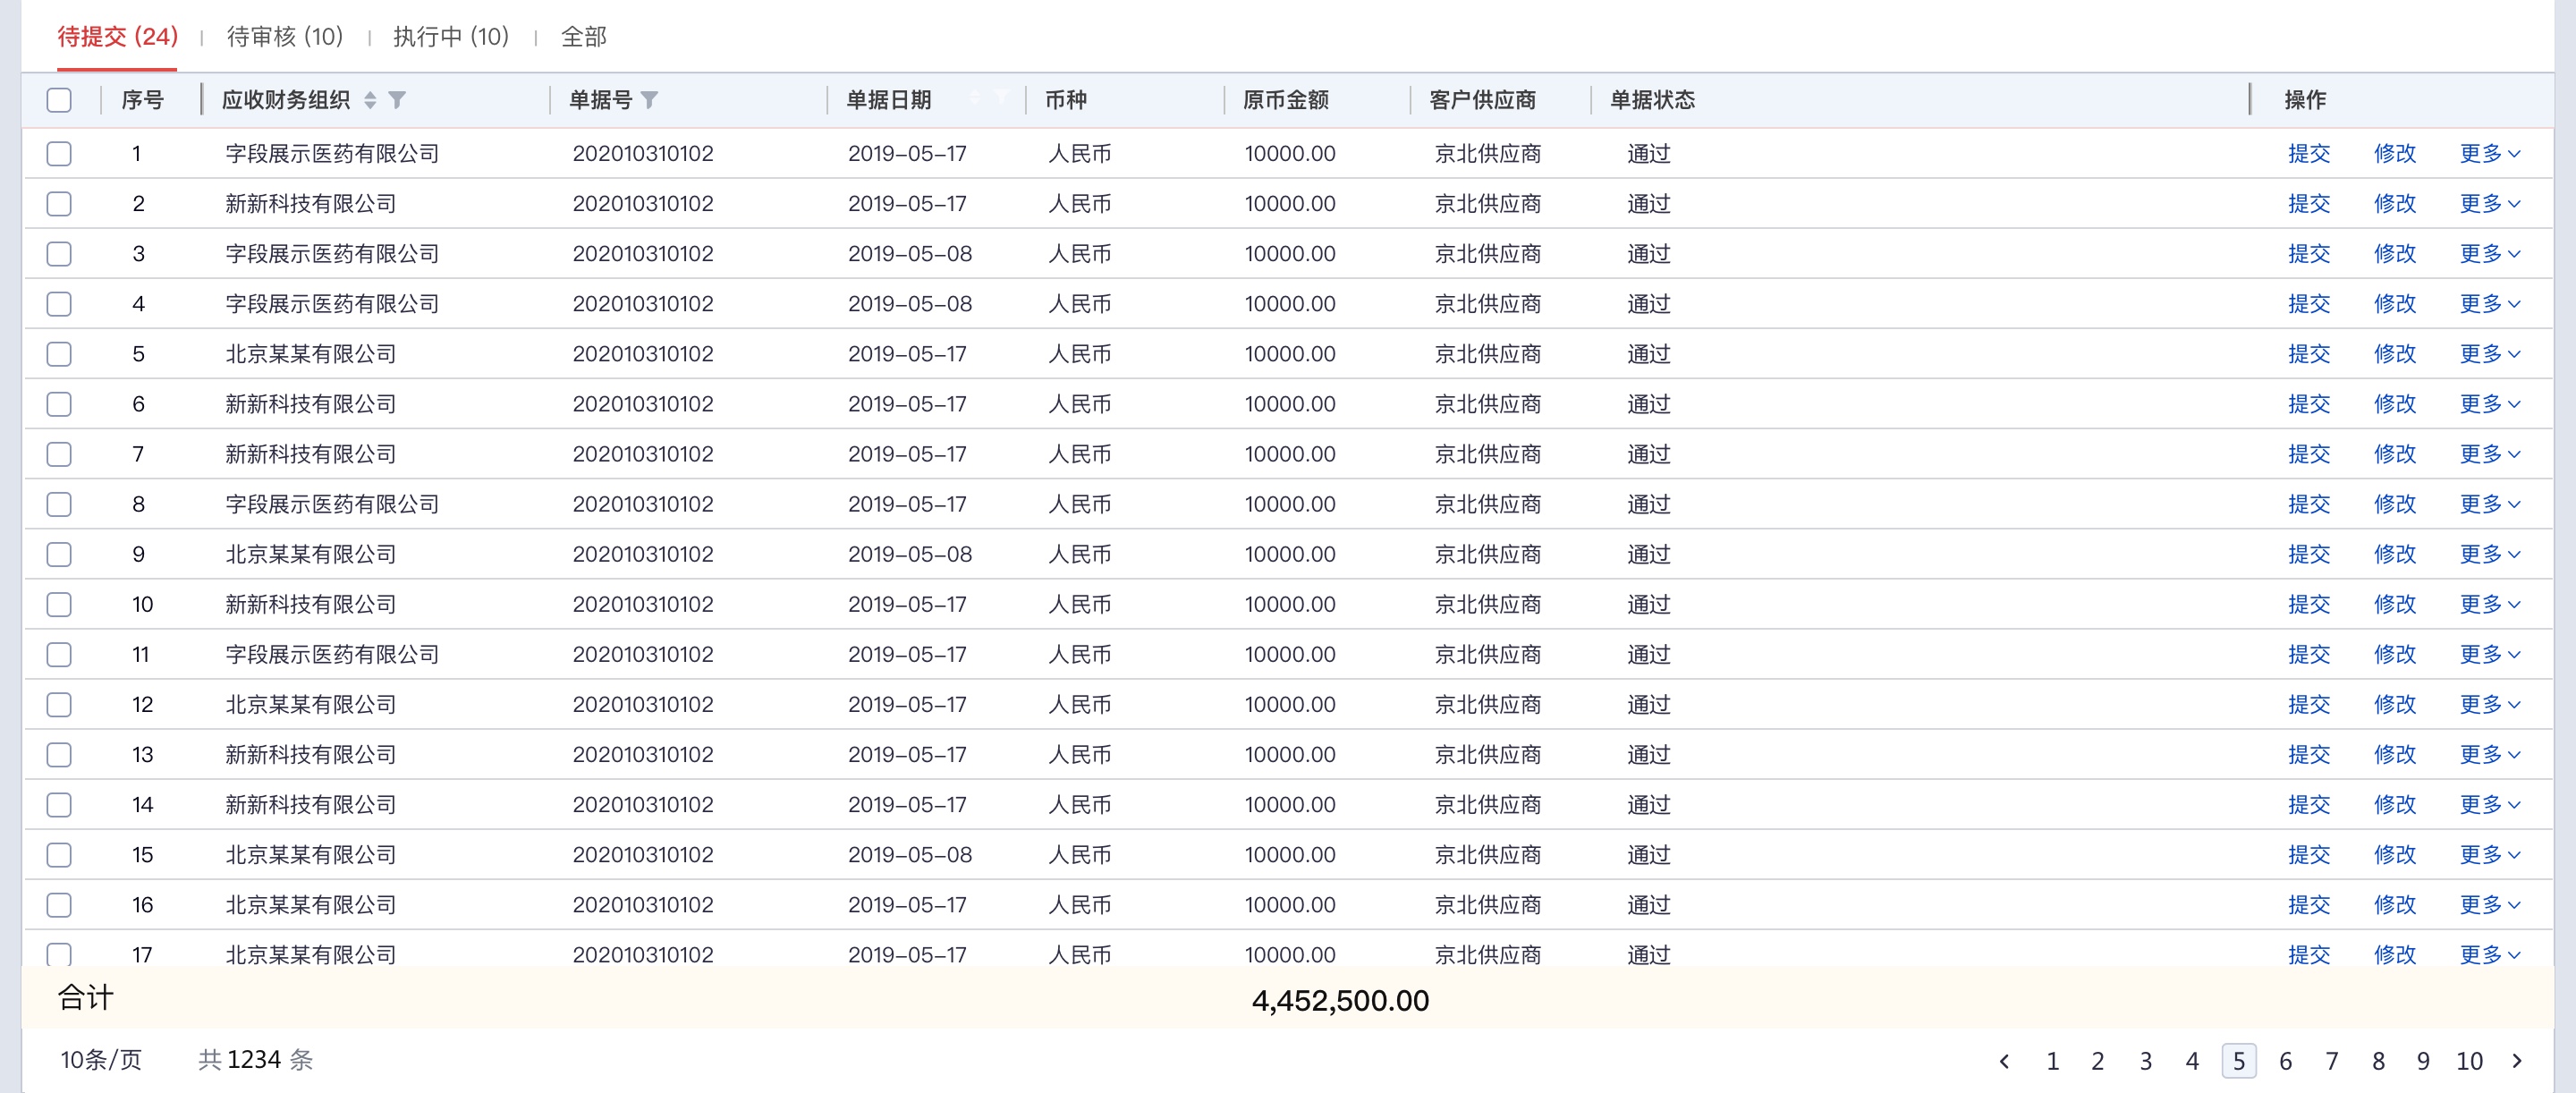 待提交 (24) 待审核 (10) 执行中 (10) 全部
序号 应收财务组织 单据号 单据日期 币种 原币金额 客户供应商 单据状态 操作
1 字段展示医药有限公司 202010310102 2019-05-17 人民币 10000.00 京北供应商 通过 提交 修改 更多
2 新新科技有限公司 202010310102 2019-05-17 人民币 10000.00 京北供应商 通过 提交 修改 更多
3 字段展示医药有限公司 202010310102 2019-05-08 人民币 10000.00 京北供应商 通过 提交 修改 更多
4 字段展示医药有限公司 202010310102 2019-05-08 人民币 10000.00 京北供应商 通过 提交 修改 更多
5 北京某某有限公司 202010310102 2019-05-17 人民币 10000.00 京北供应商 通过 提交 修改 更多
6 新新科技有限公司 202010310102 2019-05-17 人民币 10000.00 京北供应商 通过 提交 修改 更多
7 新新科技有限公司 202010310102 2019-05-17 人民币 10000.00 京北供应商 通过 提交 修改 更多
8 字段展示医药有限公司 202010310102 2019-05-17 人民币 10000.00 京北供应商 通过 提交 修改 更多
9 北京某某有限公司 202010310102 2019-05-08 人民币 10000.00 京北供应商 通过 提交 修改 更多
10 新新科技有限公司 202010310102 2019-05-17 人民币 10000.00 京北供应商 通过 提交 修改 更多
11 字段展示医药有限公司 202010310102 2019-05-17 人民币 10000.00 京北供应商 通过 提交 修改 更多
12 北京某某有限公司 202010310102 2019-05-17 人民币 10000.00 京北供应商 通过 提交 修改 更多
13 新新科技有限公司 202010310102 2019-05-17 人民币 10000.00 京北供应商 通过 提交 修改 更多
14 新新科技有限公司 202010310102 2019-05-17 人民币 10000.00 京北供应商 通过 提交 修改 更多
15 北京某某有限公司 202010310102 2019-05-08 人民币 10000.00 京北供应商 通过 提交 修改 更多
16 北京某某有限公司 202010310102 2019-05-17 人民币 10000.00 京北供应商 通过 提交 修改 更多
17 北京某某有限公司 202010310102 2019-05-17 人民币 10000.00 京北供应商 通过 提交 修改 更多
合计 4,452,500.00
10条/页 共 1234 条 1 2 3 4 5 6 7 8 9 10